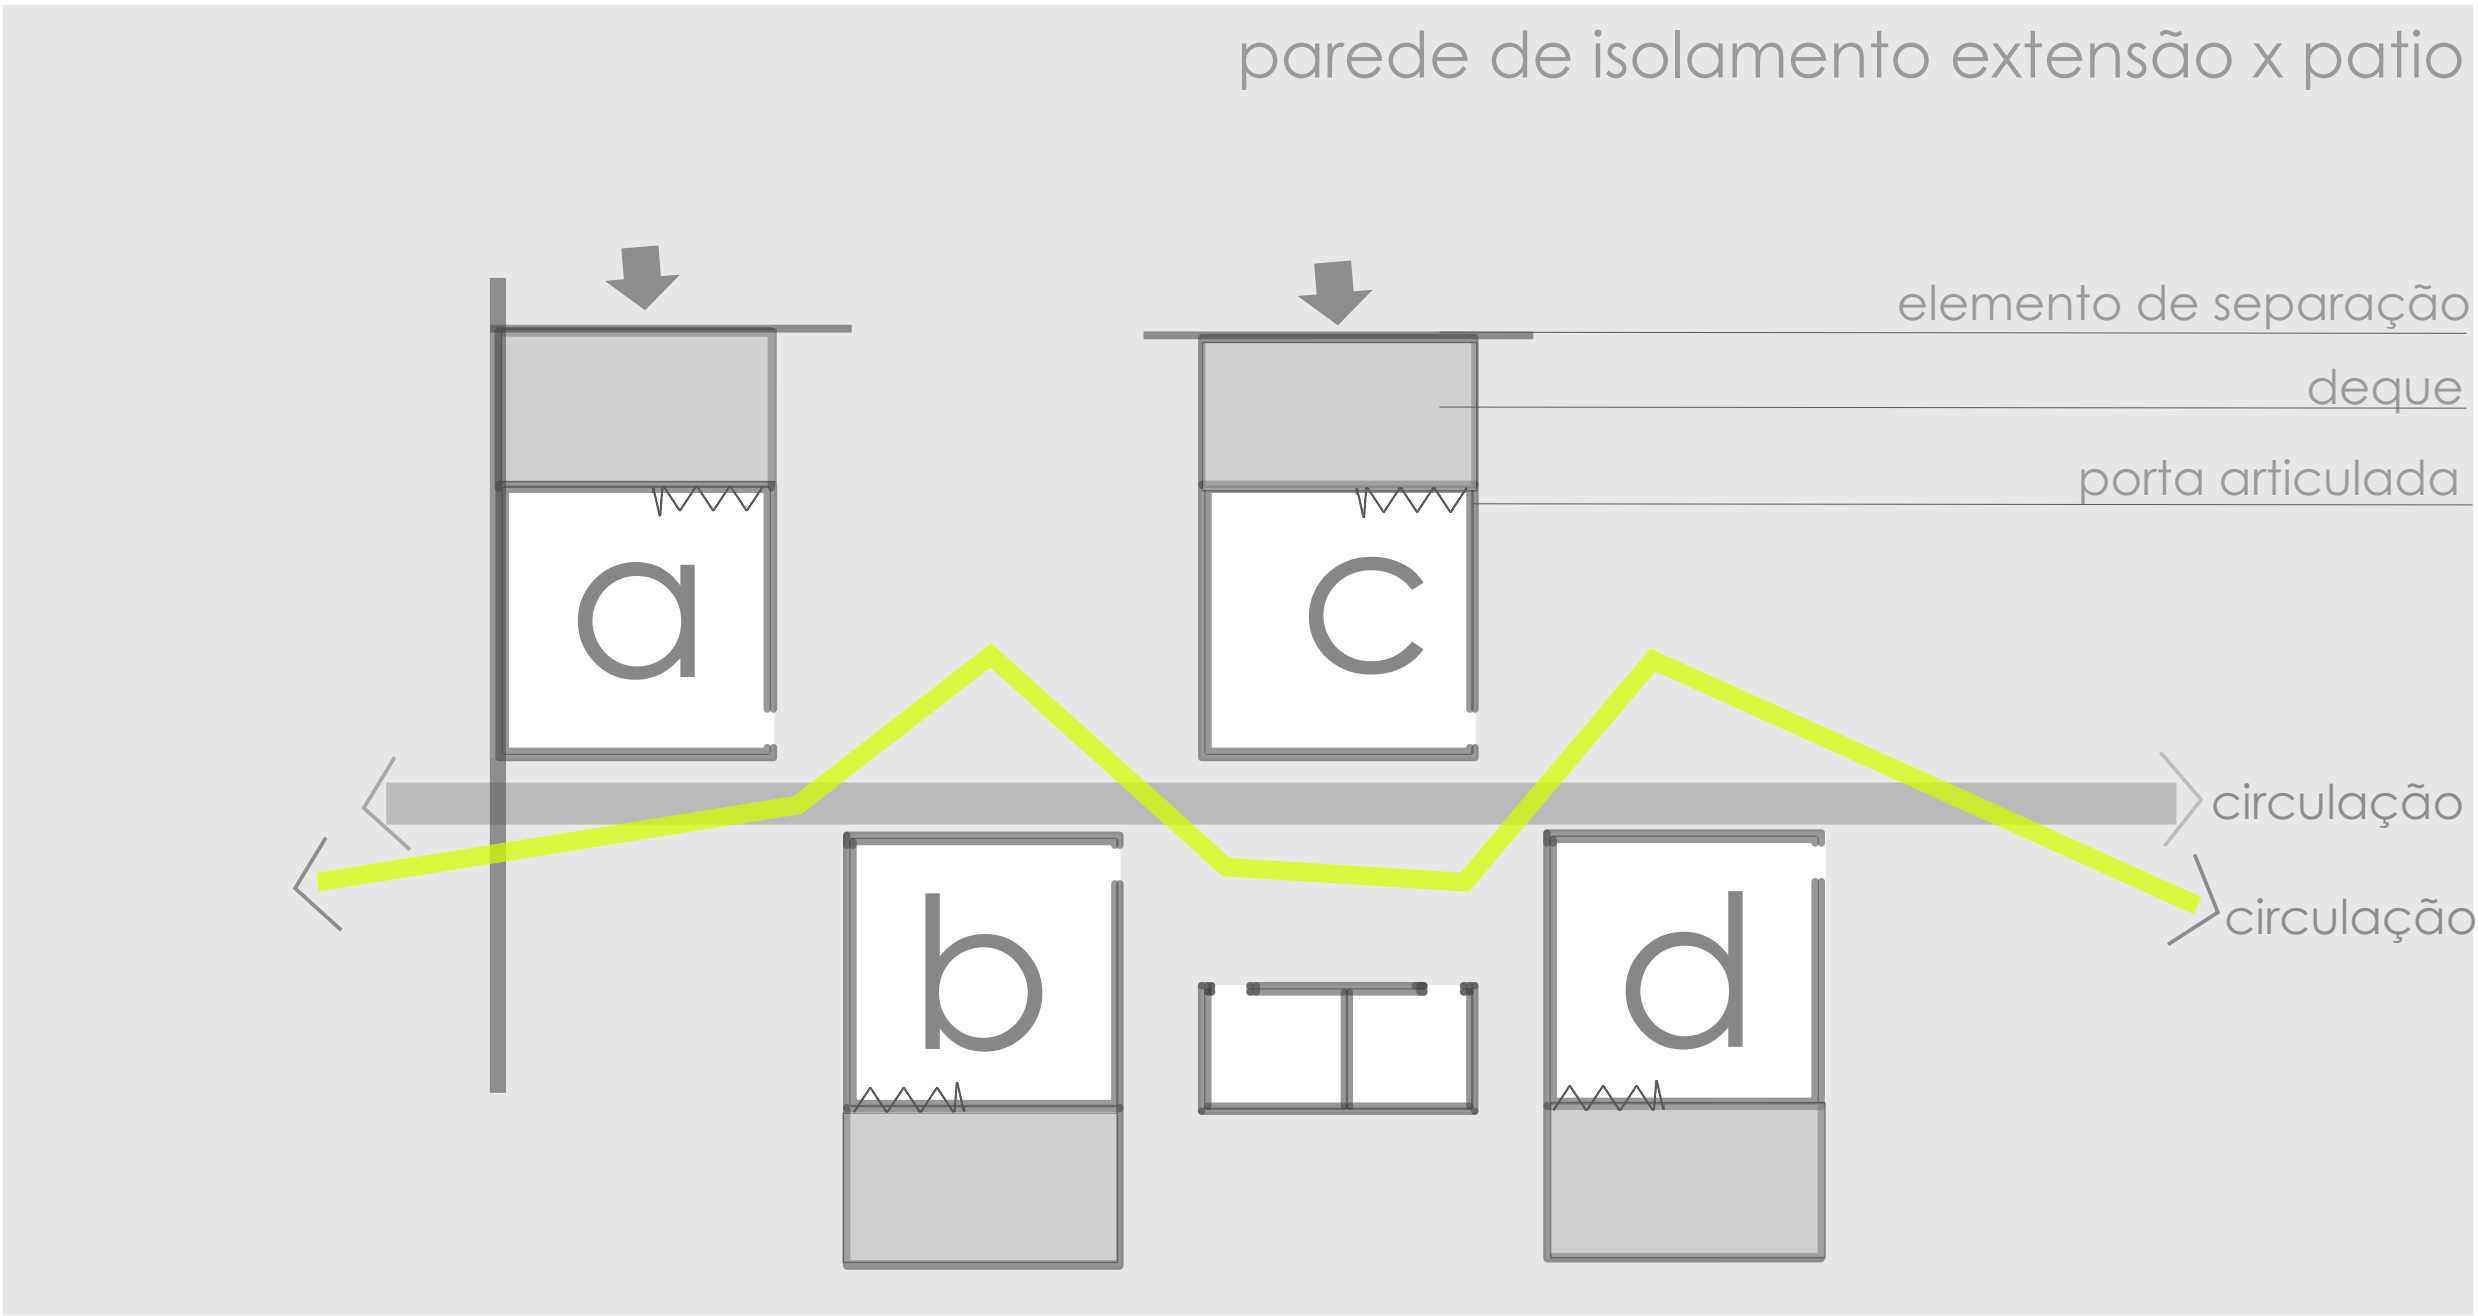 parede de isolamento extensão x patio
elemento de separação
deque
porta articulada
a
c
circulação
circulação
b
d